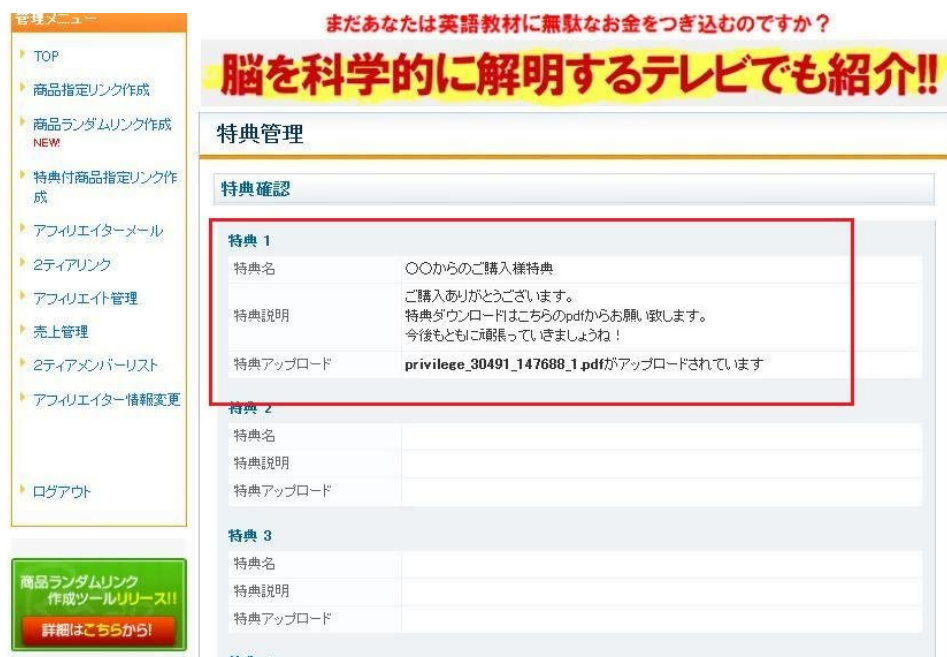 管理メニュー
TOP
商品指定リンク作成
商品ランダムリンク作成
NEW!
特典付商品指定リンク作
成
アフィリエイターメール
2ティアリンク
アフィリエイト管理
売上管理
2ティアメンバーリスト
アフィリエイター情報変更
ログアウト
商品ランダムリンク
作成ツールリリース!!
詳細はこちらから!
まだあなたは英語教材に無駄なお金をつぎ込むのですか？
脳を科学的に解明するテレビでも紹介!!
特典管理
特典確認
特典 1
特典名 〇〇からのご購入様特典
特典説明 ご購入ありがとうございます。
特典ダウンロードはこちらのpdfからお願い致します。
今後もともに頑張っていきましょうね！
特典アップロード privilege_30491_147688_1.pdfがアップロードされています
特典 2
特典名
特典説明
特典アップロード
特典 3
特典名
特典説明
特典アップロード